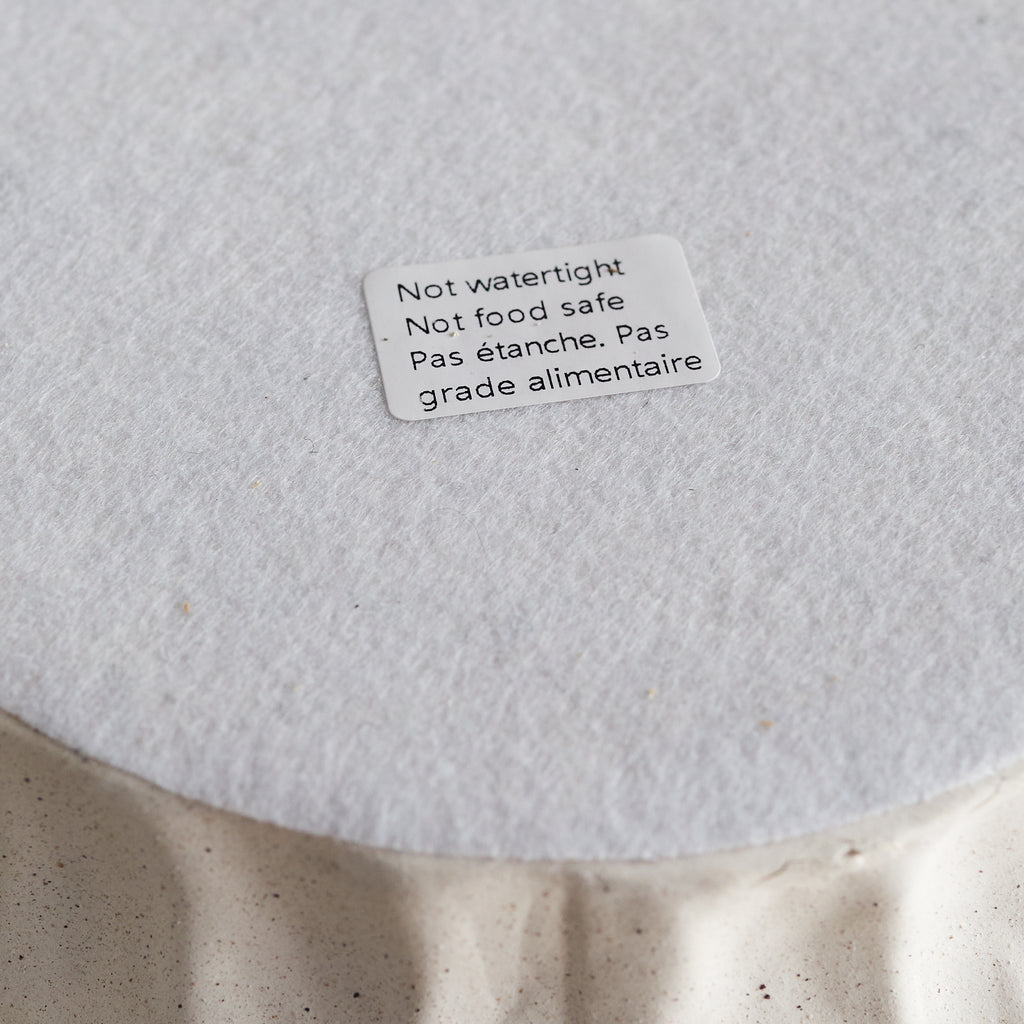 Not watertight
Not food safe
Pas étanche. Pas
grade alimentaire